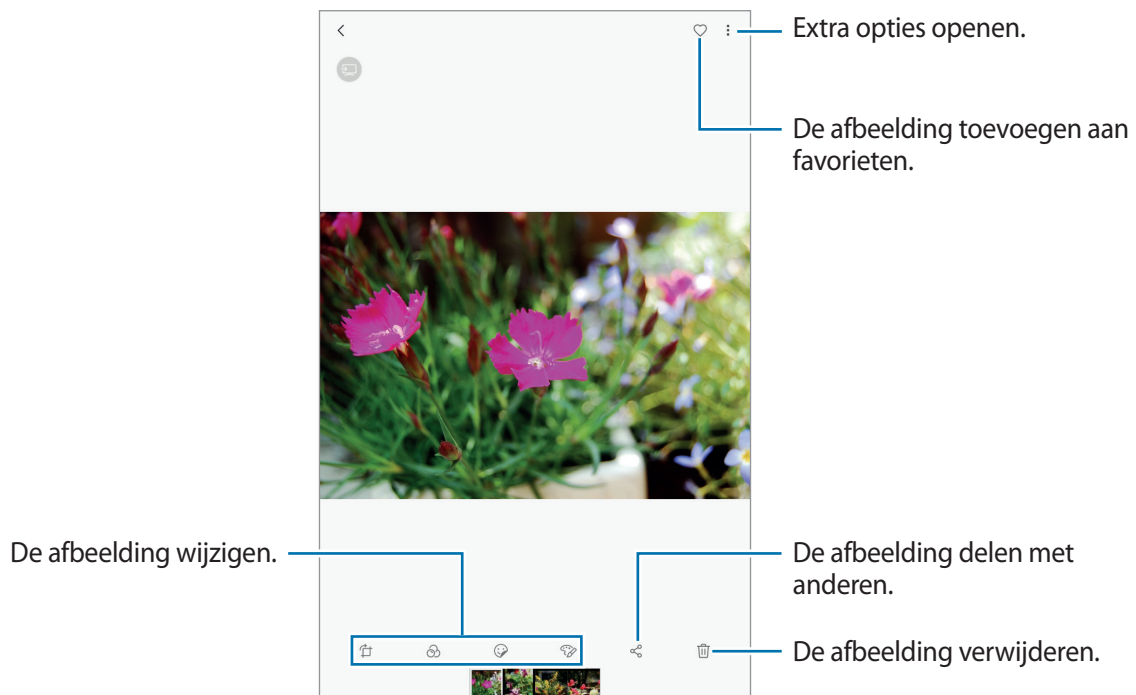 Extra opties openen.
De afbeelding toevoegen aan
favorieten.
De afbeelding wijzigen.
De afbeelding delen met
anderen.
De afbeelding verwijderen.